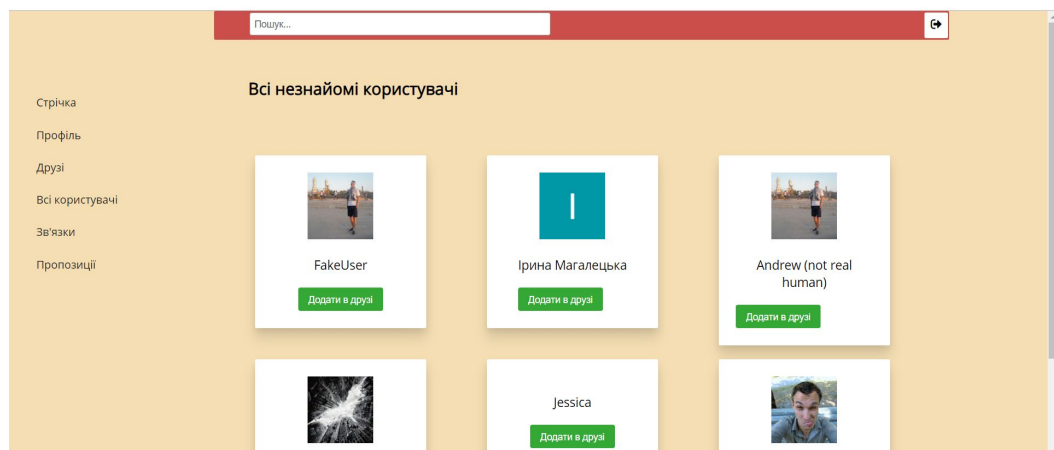 Пошук...
Всі незнайомі користувачі
Стрічка
Профіль
Друзі
Всі користувачі
Зв'язки
Пропозиції
I
FakeUser
Додати в друзі
Ірина Магалецька
Додати в друзі
Andrew (not real
human)
Додати в друзі
Jessica
Додати в друзі